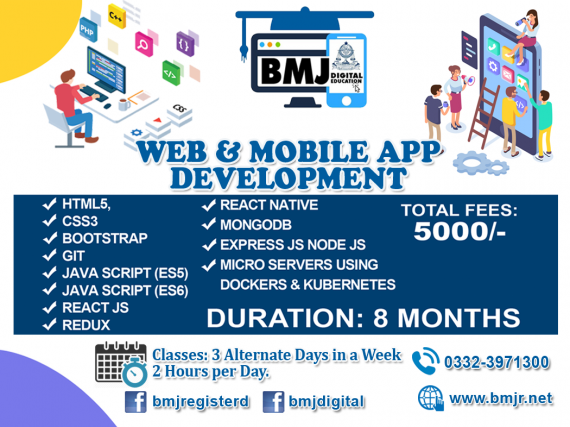 PHP
C++
</>
CSS
BMJ
DIGITAL
EDUCATION
WEB & MOBILE APP
DEVELOPMENT
HTML5,
CSS3
BOOTSTRAP
GIT
JAVA SCRIPT (ES5)
JAVA SCRIPT (ES6)
REACT JS
REDUX
REACT NATIVE
MONGODB
EXPRESS JS NODE JS
MICRO SERVERS USING
DOCKERS & KUBERNETES
TOTAL FEES:
5000/-
DURATION: 8 MONTHS
Classes: 3 Alternate Days in a Week
2 Hours per Day.
bmjregisterd
bmjdigital
0332-3971300
www.bmjr.net